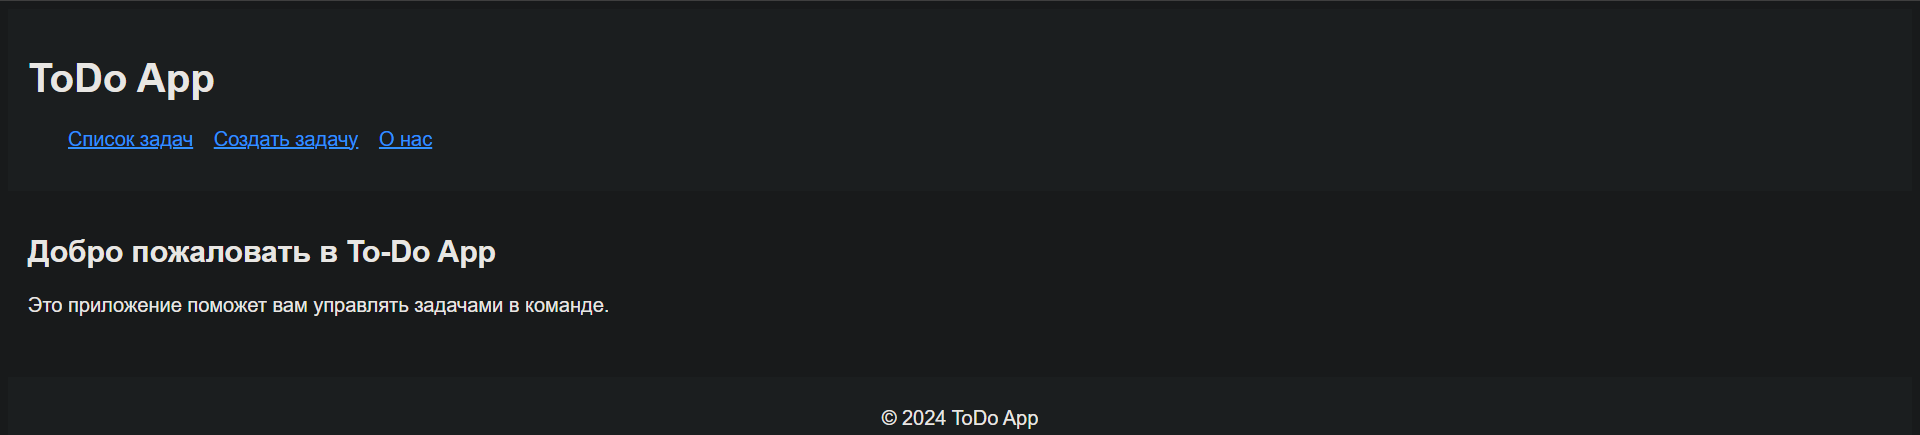 ToDo App
Список задач Создать задачу О нас
Добро пожаловать в To-Do App
Это приложение поможет вам управлять задачами в команде.
© 2024 ToDo App